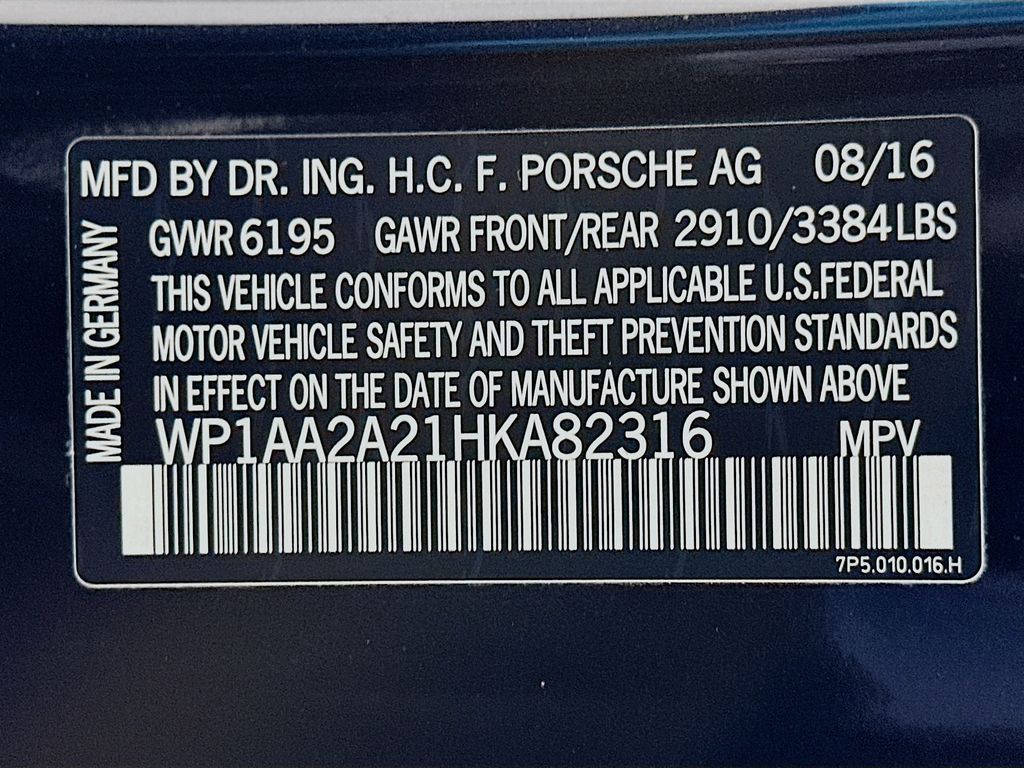 MFD BY DR. ING. H.C. F. PORSCHE AG 08/16
GVWR 6195 GAWR FRONT/REAR 2910/3384LBS
THIS VEHICLE CONFORMS TO ALL APPLICABLE U.S.FEDERAL
MOTOR VEHICLE SAFETY AND THEFT PREVENTION STANDARDS
IN EFFECT ON THE DATE OF MANUFACTURE SHOWN ABOVE
WP1AA2A21HKA82316 MPV
7P5.010.016.H
MADE IN GERMANY